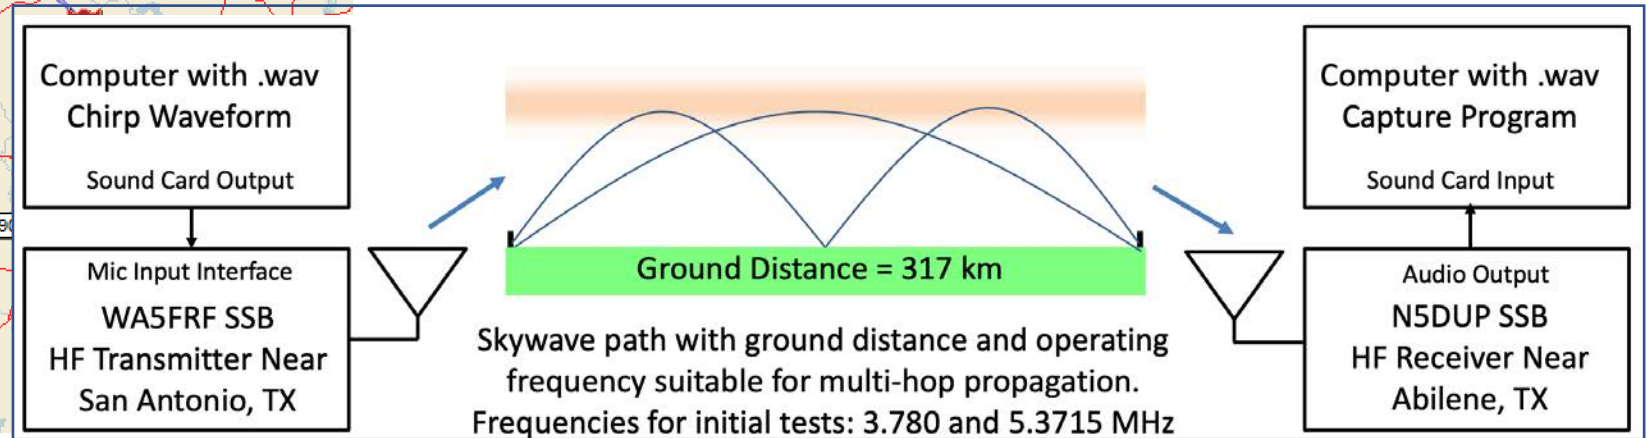 Computer with .wav
Chirp Waveform
Sound Card Output
Mic Input Interface
WA5FRF SSB
HF Transmitter Near
San Antonio, TX
Ground Distance = 317 km
Skywave path with ground distance and operating
frequency suitable for multi-hop propagation.
Frequencies for initial tests: 3.780 and 5.3715 MHz
Computer with .wav
Capture Program
Sound Card Input
Audio Output
N5DUP SSB
HF Receiver Near
Abilene, TX